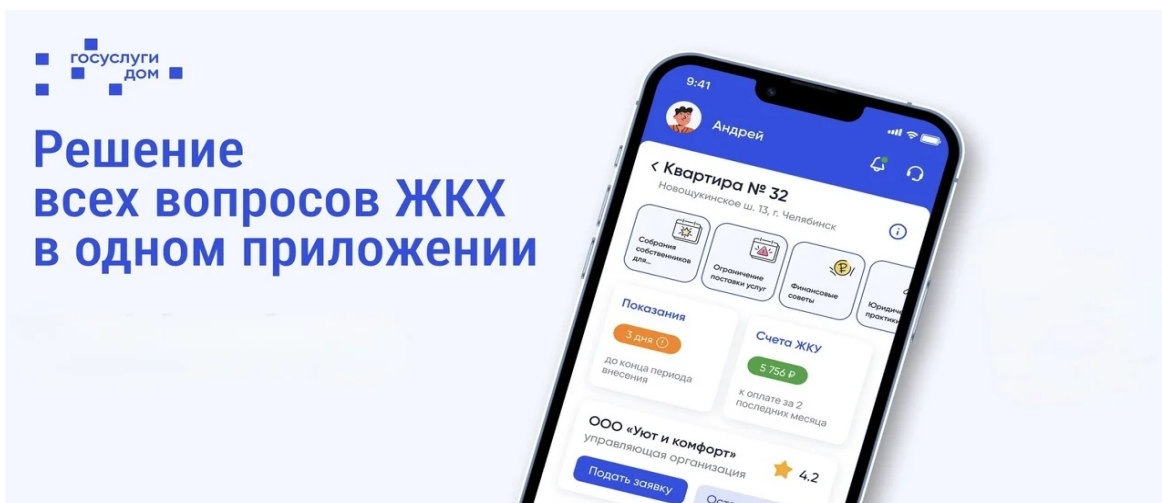 госуслуги
дом
Решение
всех вопросов ЖКХ
в одном приложении
9:41
Андрей
Квартира № 32
Новощукинское ш. 13, г. Челябинск
Собрания
собственников
для...
Ограничение
поставки услуг
Финансовые
советы
практики
Показания
3 дня
до конца периода
внесения
Счета ЖКУ
5 756 ₽
к оплате за 2
последних месяца
ООО «Уют и комфорт»
управляющая организация
4.2
Подать заявку